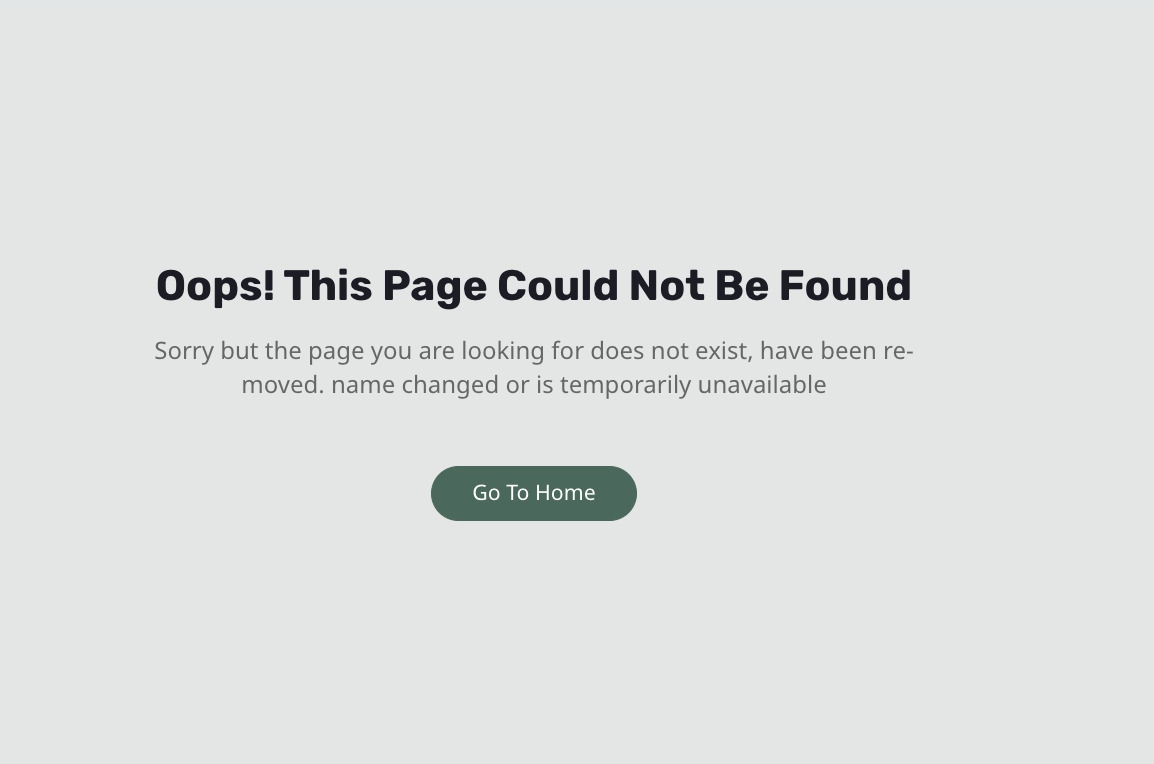 Oops! This Page Could Not Be Found
Sorry but the page you are looking for does not exist, have been re-
moved. name changed or is temporarily unavailable
Go To Home